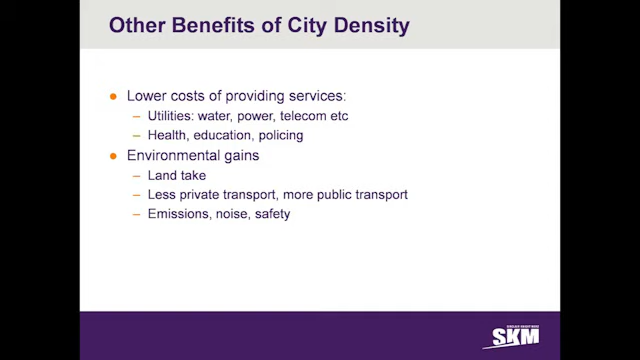 Other Benefits of City Density
● Lower costs of providing services:
– Utilities: water, power, telecom etc
– Health, education, policing
● Environmental gains
– Land take
– Less private transport, more public transport
– Emissions, noise, safety
SKM